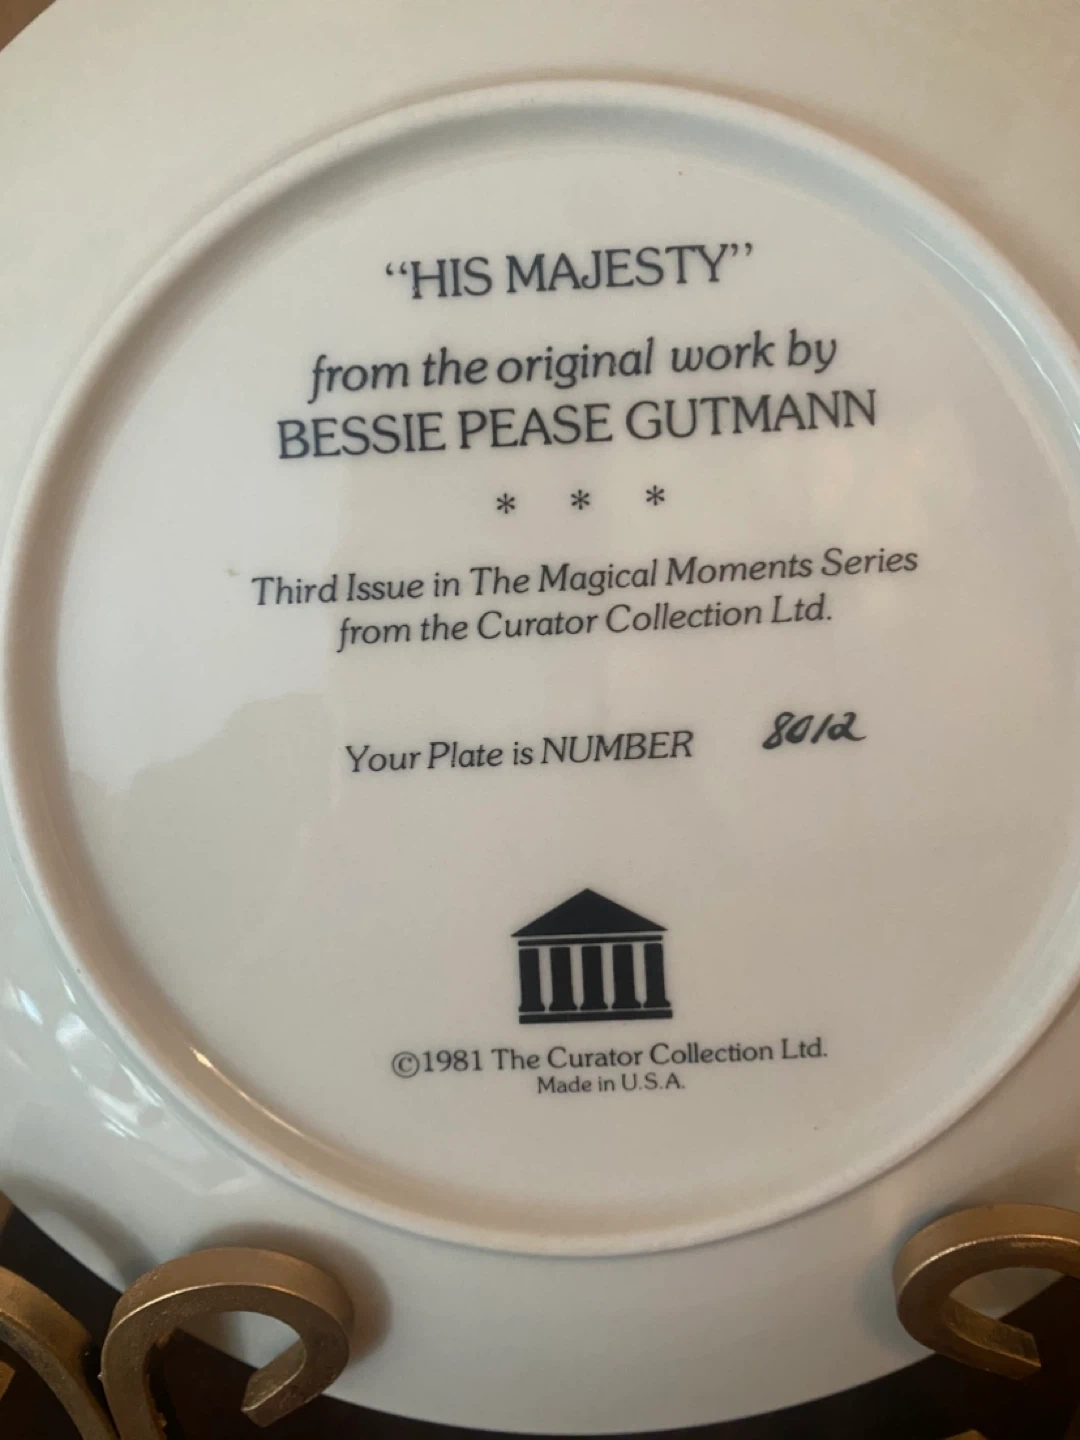 “HIS MAJESTY”
from the original work by
BESSIE PEASE GUTMANN
* * *
Third Issue in The Magical Moments Series
from the Curator Collection Ltd.
Your Plate is NUMBER 8012
©1981 The Curator Collection Ltd.
Made in U.S.A.